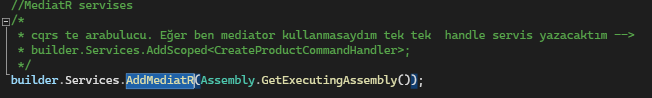 //MediatR servises
/*
* cqrs te arabulucu. Eğer ben mediator kullanmasaydım tek tek  handle servis yazacaktım -->
* builder.Services.AddScoped<CreateProductCommandHandler>;
*/
builder.Services.AddMediatR(Assembly.GetExecutingAssembly());